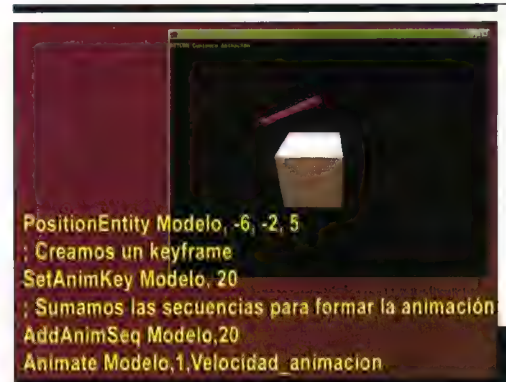 PositionEntity Modelo, -6, -2, 5
; Creamos un keyframe
SetAnimKey Modelo, 20
; Sumamos las secuencias para formar la animación
AddAnimSeq Modelo,20
Animate Modelo,1,Velocidad_animacion